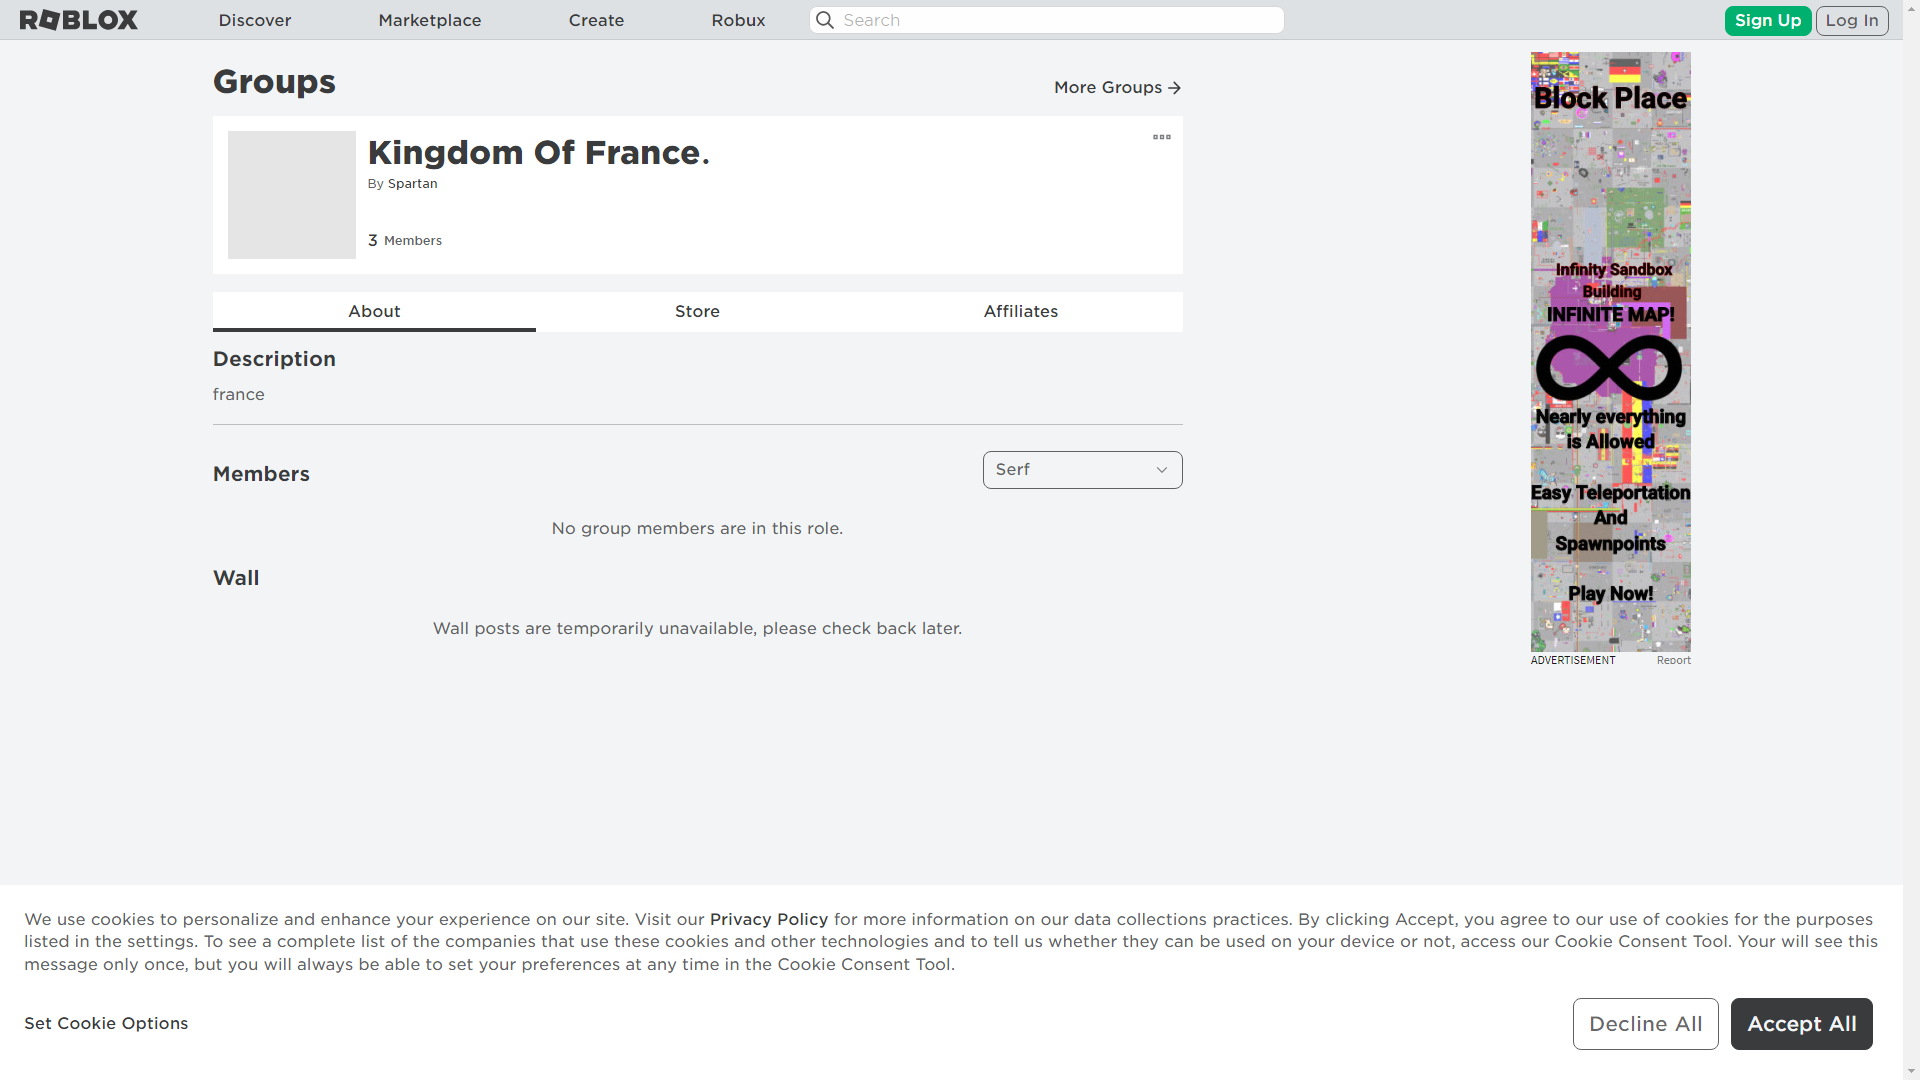 ROBLOX
Discover
Marketplace
Create
Robux
Search
Sign Up
Log In
Groups
More Groups
Kingdom Of France.
By Spartan
3 Members
About
Store
Affiliates
Description
france
Members
Serf
No group members are in this role.
Wall
Wall posts are temporarily unavailable, please check back later.
Block Place
Infinity Sandbox
Building
INFINITE MAP!
Nearly everything
is Allowed
Easy Teleportation
And
Spawnpoints
Play Now!
ADVERTISEMENT
Report
We use cookies to personalize and enhance your experience on our site. Visit our Privacy Policy for more information on our data collections practices. By clicking Accept, you agree to our use of cookies for the purposes
listed in the settings. To see a complete list of the companies that use these cookies and other technologies and to tell us whether they can be used on your device or not, access our Cookie Consent Tool. Your will see this
message only once, but you will always be able to set your preferences at any time in the Cookie Consent Tool.
Set Cookie Options
Decline All
Accept All